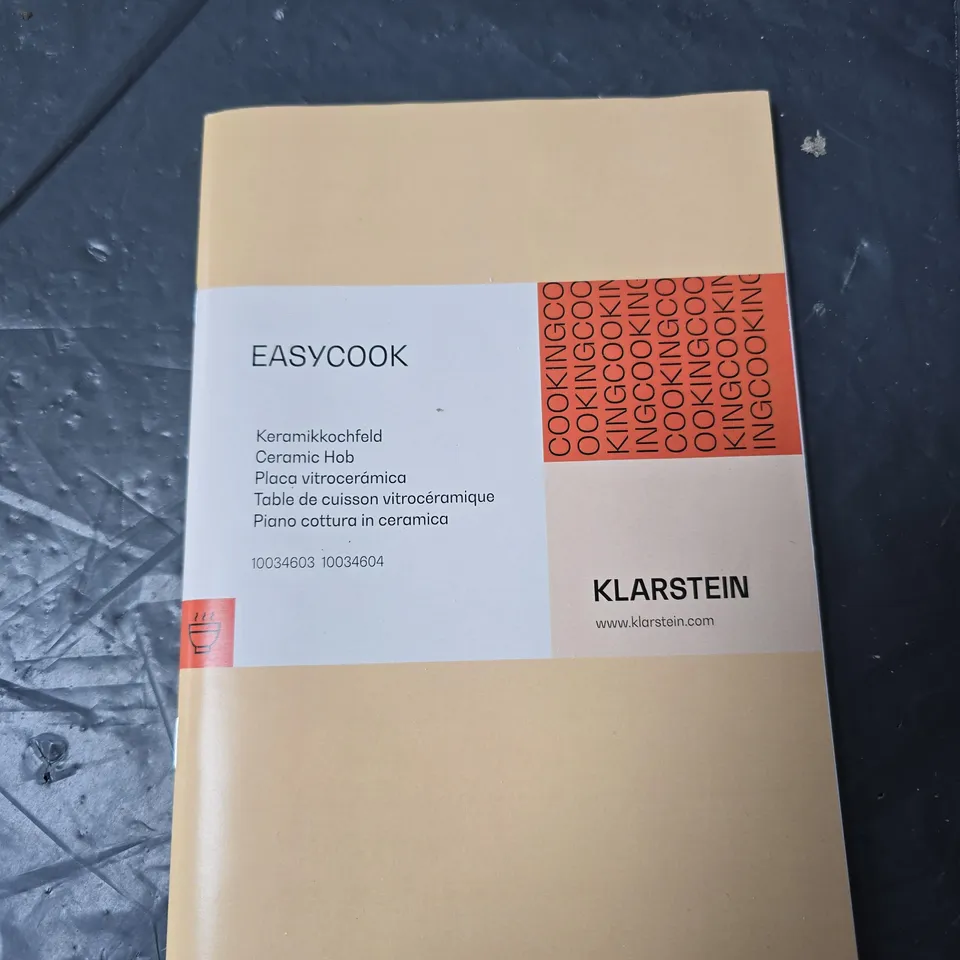 EASYCOOK
Keramikkochfeld
Ceramic Hob
Placa vitrocerámica
Table de cuisson vitrocéramique
Piano cottura in ceramica
10034603 10034604
COOKINGCO
OOKINGCOO
KINGCOOKIN
INGCOOKING
COOKINGCO
OOKINGCOO
KINGCOOKIN
INGCOOKING
KLARSTEIN
www.klarstein.com